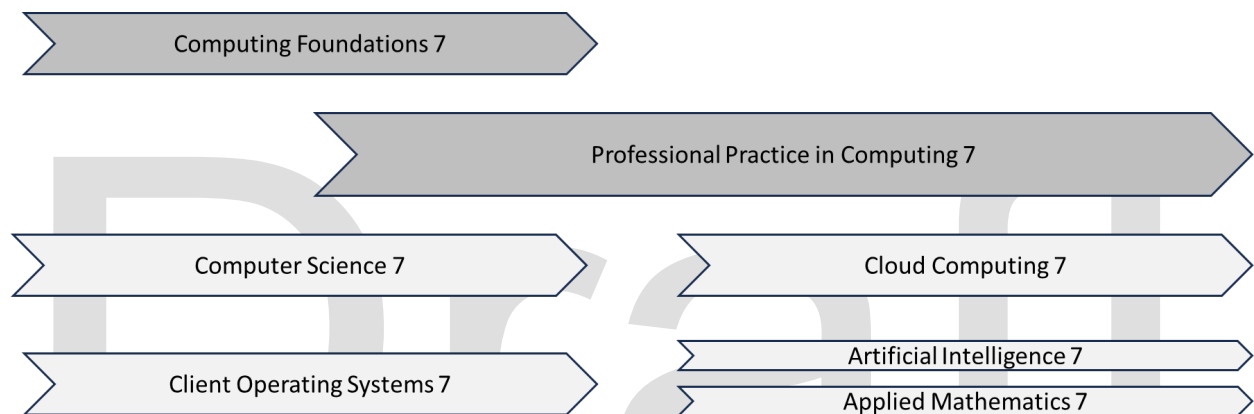 Computing Foundations 7
Professional Practice in Computing 7
Computer Science 7
Cloud Computing 7
Artificial Intelligence 7
Client Operating Systems 7
Applied Mathematics 7
Draft